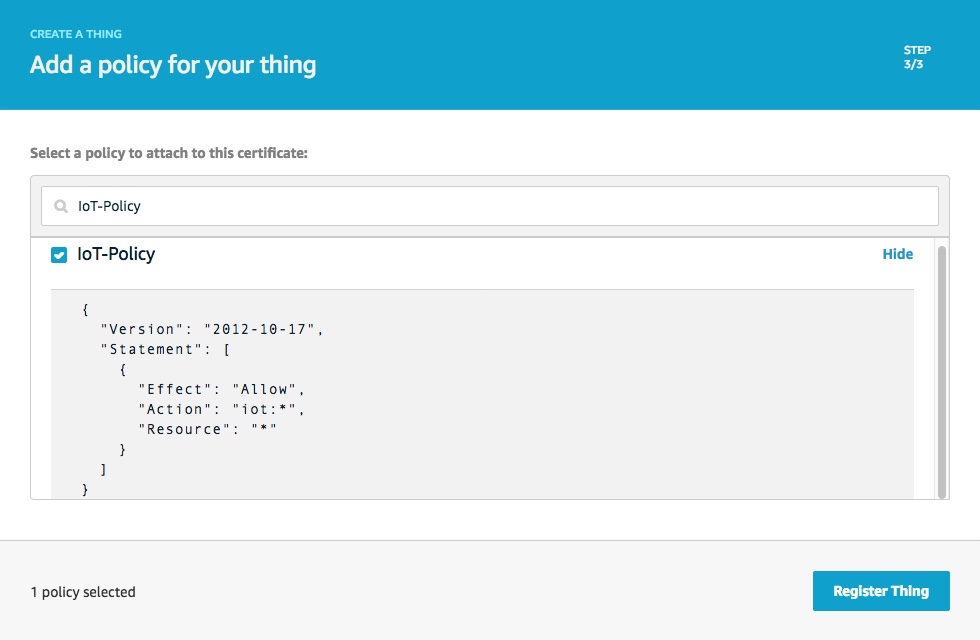 CREATE A THING
Add a policy for your thing
STEP
3/3
Select a policy to attach to this certificate:
IoT-Policy
IoT-Policy
Hide
{
"Version": "2012-10-17",
"Statement": [
{
"Effect": "Allow",
"Action": "iot:*",
"Resource": "*"
}
]
}
1 policy selected
Register Thing